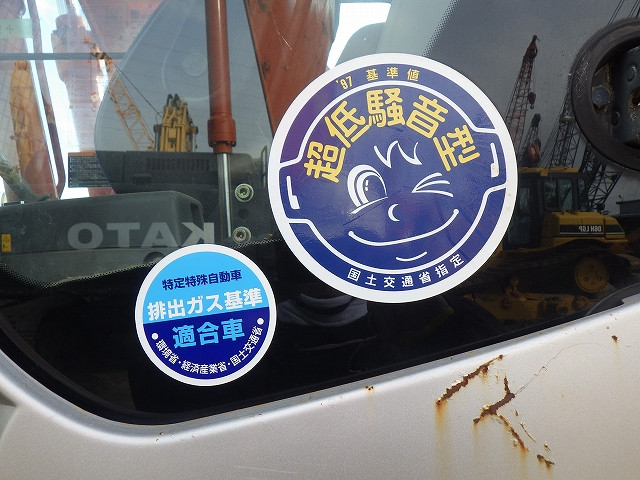 '97 基準値
超低騒音型
国土交通省指定
特定特殊自動車
排出ガス基準
適合車
・環境省・経済産業省・国土交通省・
KATO
D6H LGP